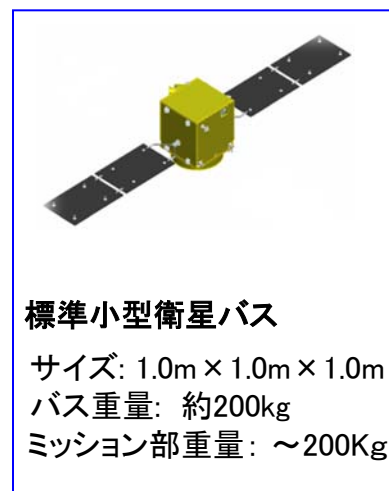 標準小型衛星バス
サイズ: 1.0m×1.0m×1.0m
バス重量: 約200kg
ミッション部重量: ～200Kg